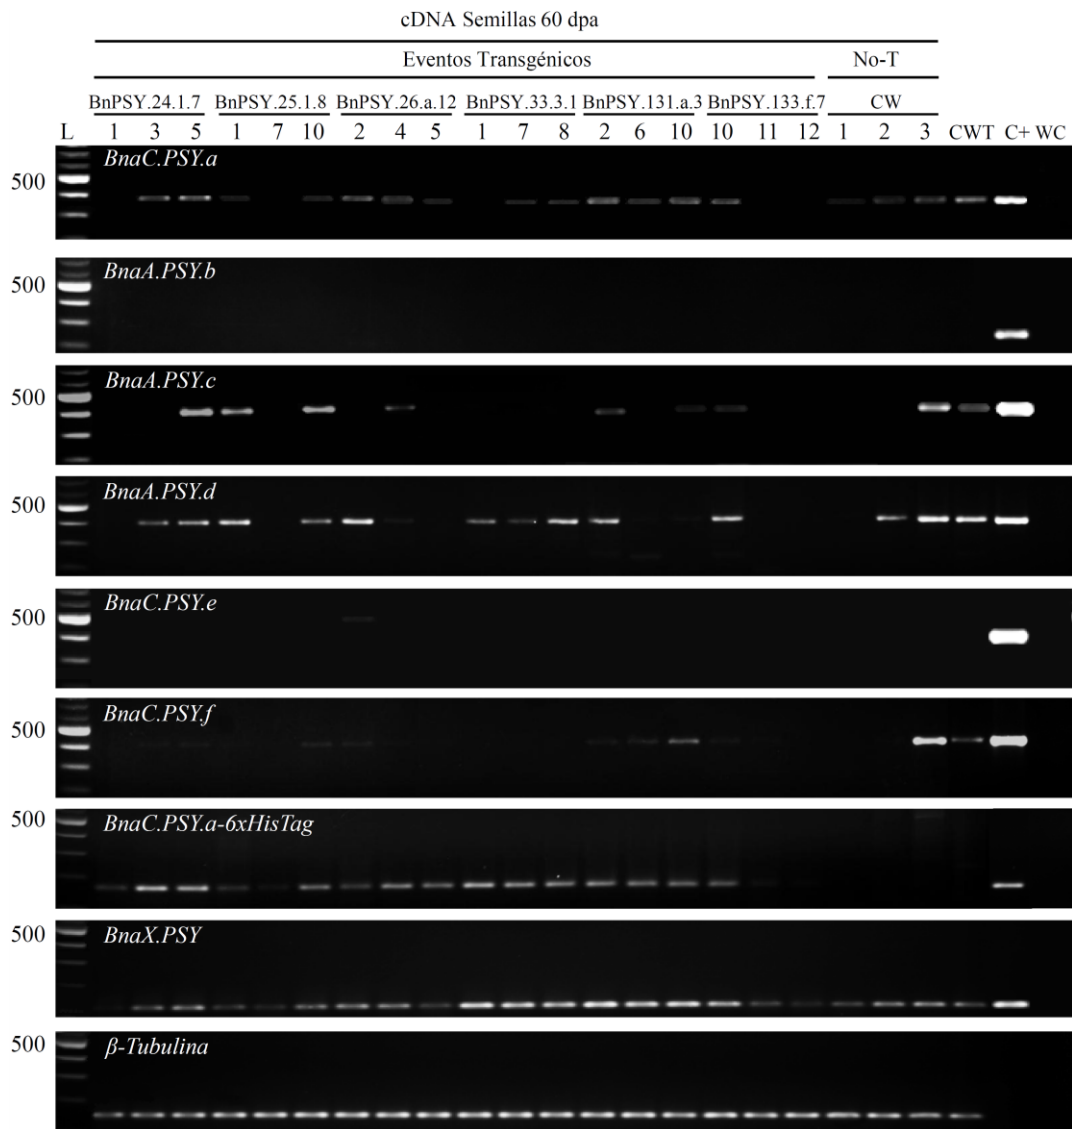 cDNA Semillas 60 dpa
Eventos Transgénicos No-T
BnPSY.24.1.7 BnPSY.25.1.8 BnPSY.26.a.12 BnPSY.33.3.1 BnPSY.131.a.3 BnPSY.133.f.7 CW
L 1 3 5 1 7 10 2 4 5 1 7 8 2 6 10 10 11 12 1 2 3 CWT C+ WC
BnaC.PSY.a
500
BnaA.PSY.b
500
BnaA.PSY.c
500
BnaA.PSY.d
500
BnaC.PSY.e
500
BnaC.PSY.f
500
BnaC.PSY.a-6xHisTag
500
BnaX.PSY
500
β-Tubulina
500